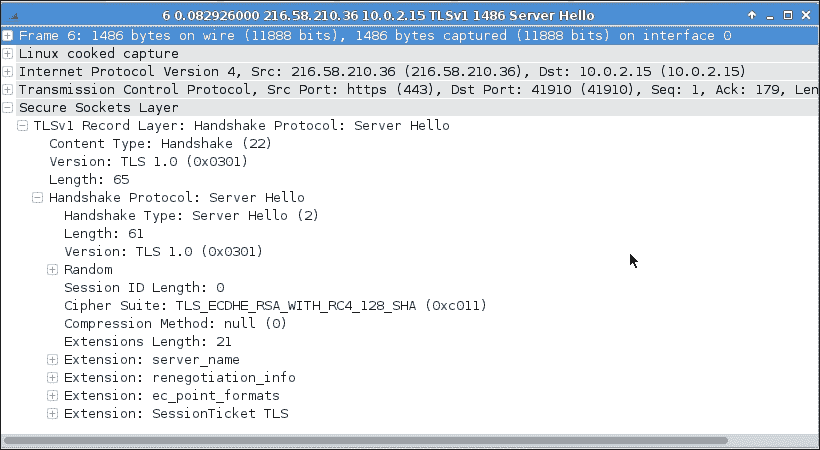 6 0.082926000 216.58.210.36 10.0.2.15 TLSv1 1486 Server Hello
Frame 6: 1486 bytes on wire (11888 bits), 1486 bytes captured (11888 bits) on interface 0
Linux cooked capture
Internet Protocol Version 4, Src: 216.58.210.36 (216.58.210.36), Dst: 10.0.2.15 (10.0.2.15)
Transmission Control Protocol, Src Port: https (443), Dst Port: 41910 (41910), Seq: 1, Ack: 179, Len
Secure Sockets Layer
TLSv1 Record Layer: Handshake Protocol: Server Hello
Content Type: Handshake (22)
Version: TLS 1.0 (0x0301)
Length: 65
Handshake Protocol: Server Hello
Handshake Type: Server Hello (2)
Length: 61
Version: TLS 1.0 (0x0301)
Random
Session ID Length: 0
Cipher Suite: TLS_ECDHE_RSA_WITH_RC4_128_SHA (0xc011)
Compression Method: null (0)
Extensions Length: 21
Extension: server_name
Extension: renegotiation_info
Extension: ec_point_formats
Extension: SessionTicket TLS